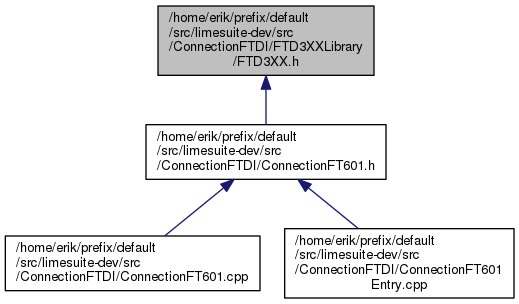 /home/erik/prefix/default
/src/limesuite-dev/src
/ConnectionFTDI/FTD3XXLibrary
/FTD3XX.h
/home/erik/prefix/default
/src/limesuite-dev/src
/ConnectionFTDI/ConnectionFT601.h
/home/erik/prefix/default
/src/limesuite-dev/src
/ConnectionFTDI/ConnectionFT601.cpp
/home/erik/prefix/default
/src/limesuite-dev/src
/ConnectionFTDI/ConnectionFT601
Entry.cpp